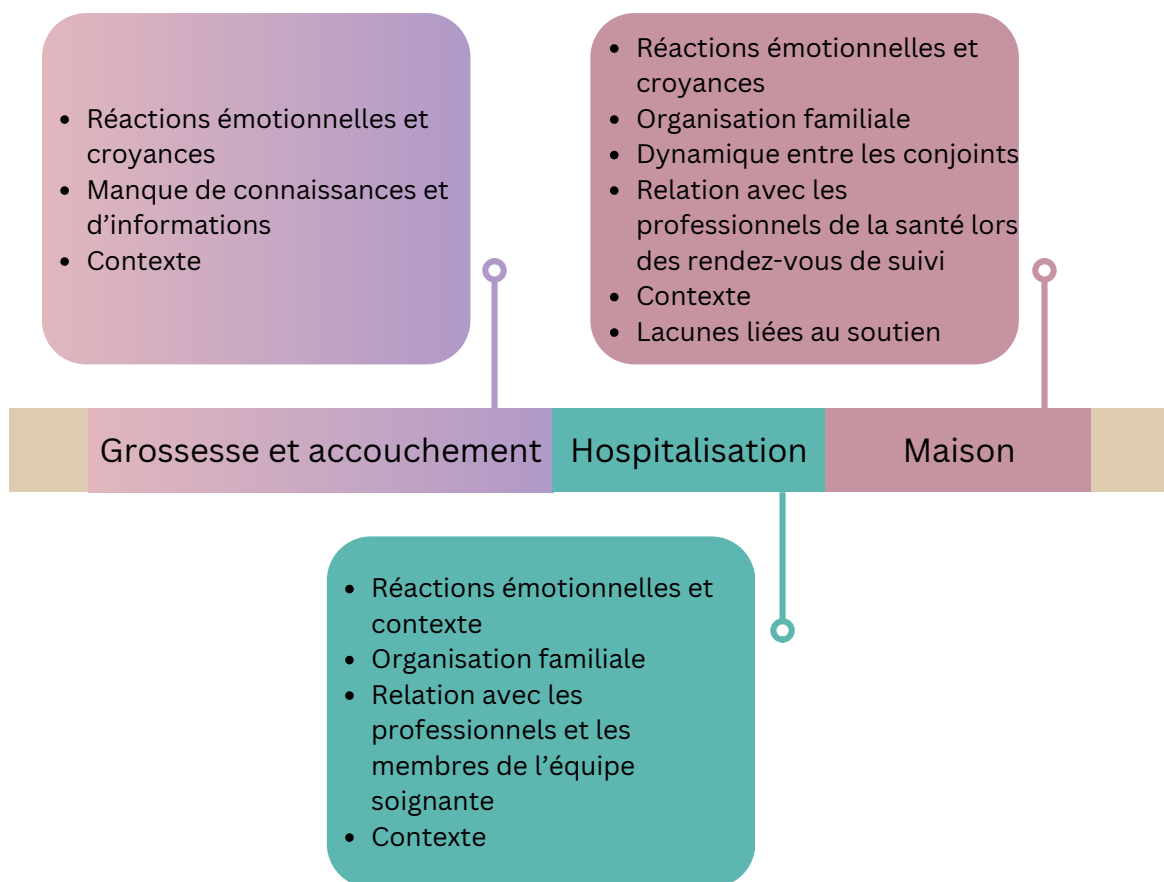 • Réactions émotionnelles et
croyances
• Manque de connaissances et
d’informations
• Contexte
• Réactions émotionnelles et
croyances
• Organisation familiale
• Dynamique entre les conjoints
• Relation avec les
professionnels de la santé lors
des rendez-vous de suivi
• Contexte
• Lacunes liées au soutien
Grossesse et accouchement
Hospitalisation
Maison
• Réactions émotionnelles et
contexte
• Organisation familiale
• Relation avec les
professionnels et les
membres de l’équipe
soignante
• Contexte